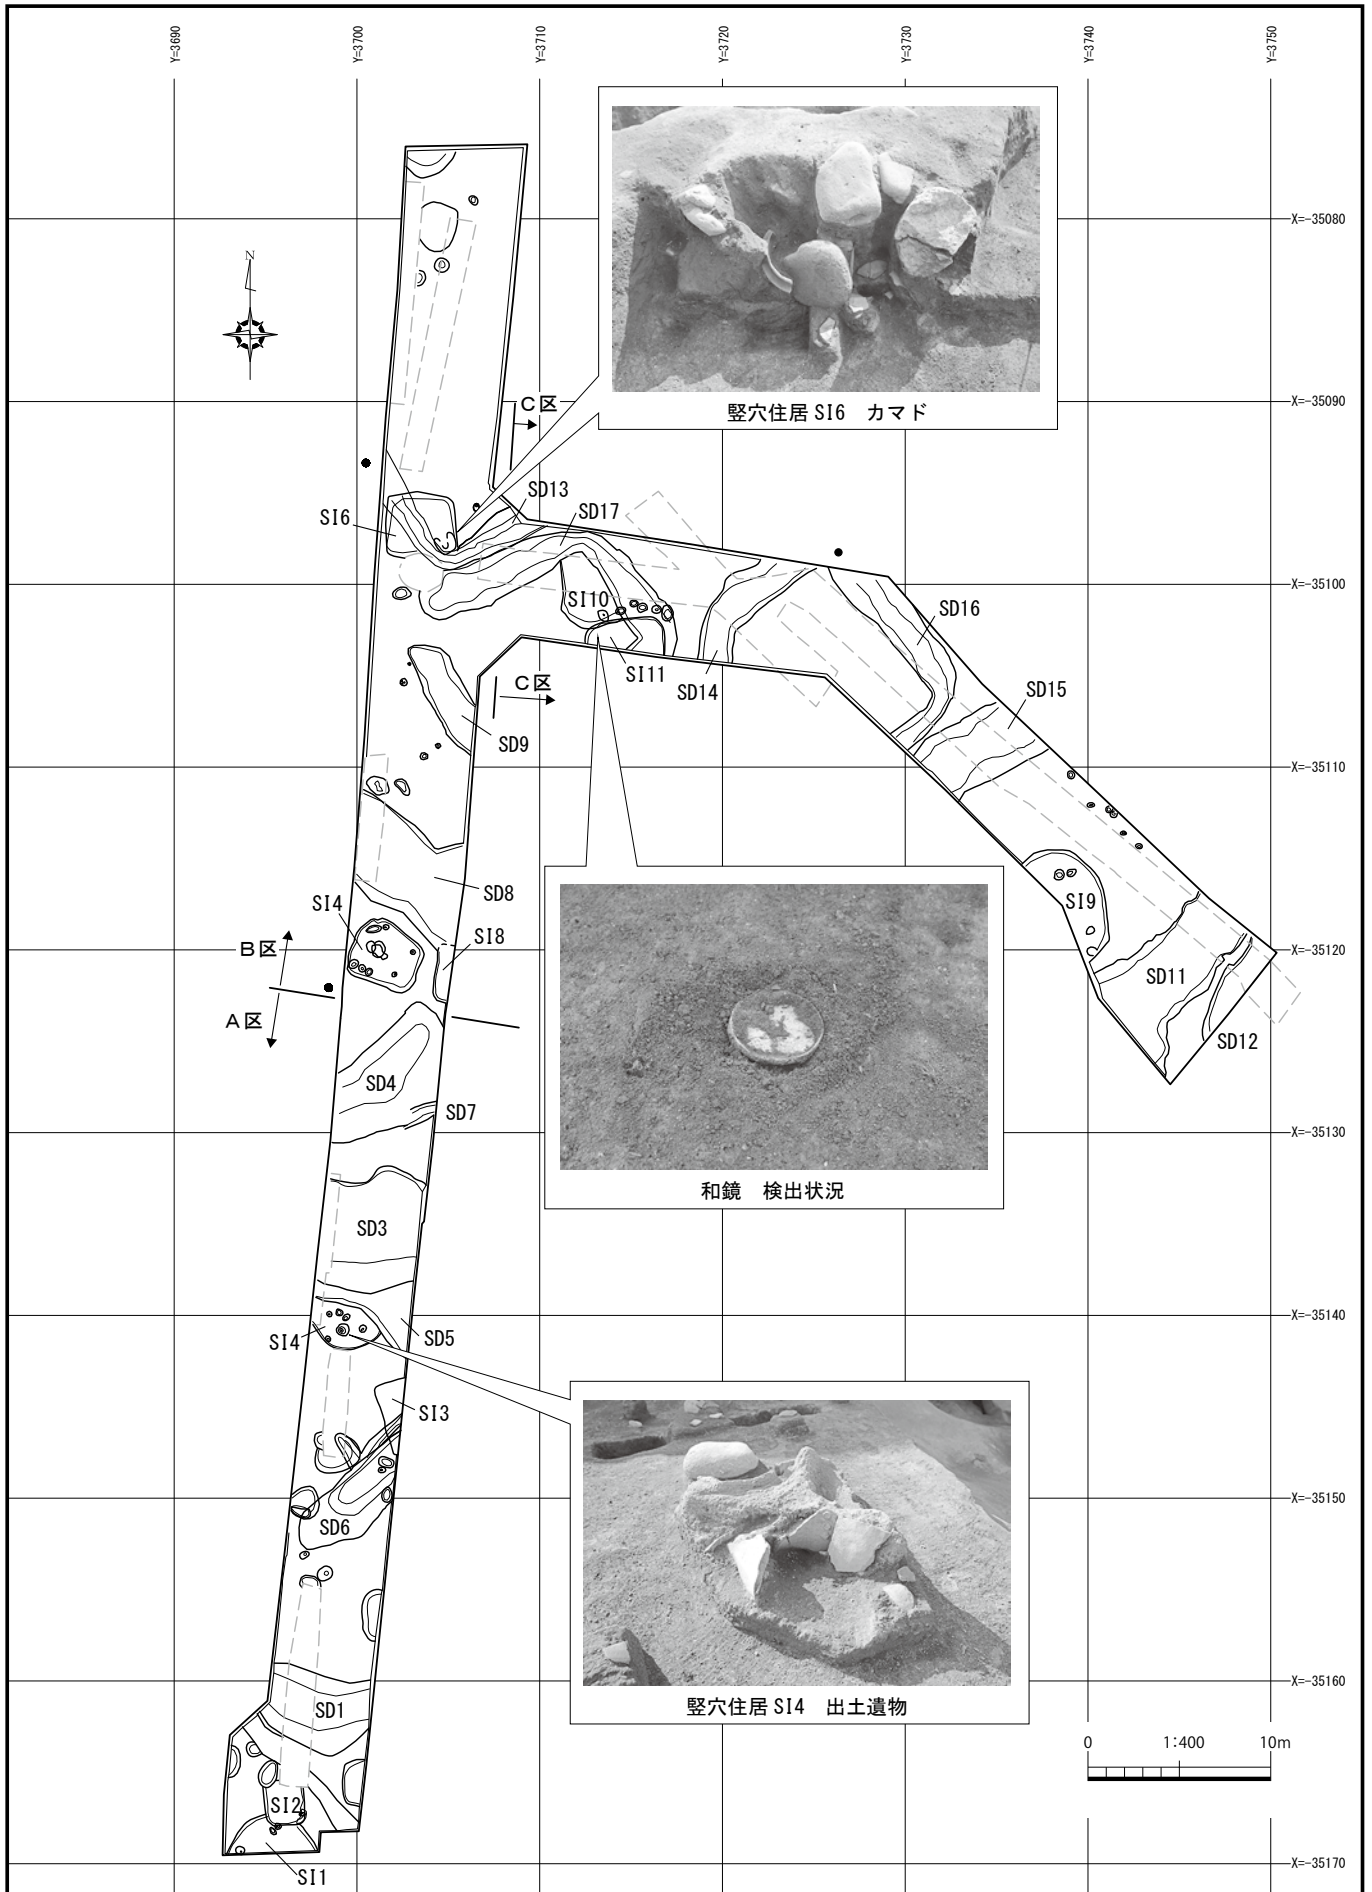 Y=3690
Y=3700
Y=3710
Y=3720
Y=3730
Y=3740
Y=3750
X=-35080
N
X=-35090
C区
竪穴住居 SI6 カマド
SD13
SD17
SI6
X=-35100
SI10
SD16
SI11
SD14
C区
SD15
SD9
X=-35110
SD8
SI4
SI9
SI8
B区
X=-35120
SD11
A区
SD12
SD4
SD7
X=-35130
和鏡 検出状況
SD3
X=-35140
SD5
SI4
SI3
X=-35150
SD6
X=-35160
竪穴住居 SI4 出土遺物
SD1
0 1:400 10m
SI2
X=-35170
SI1